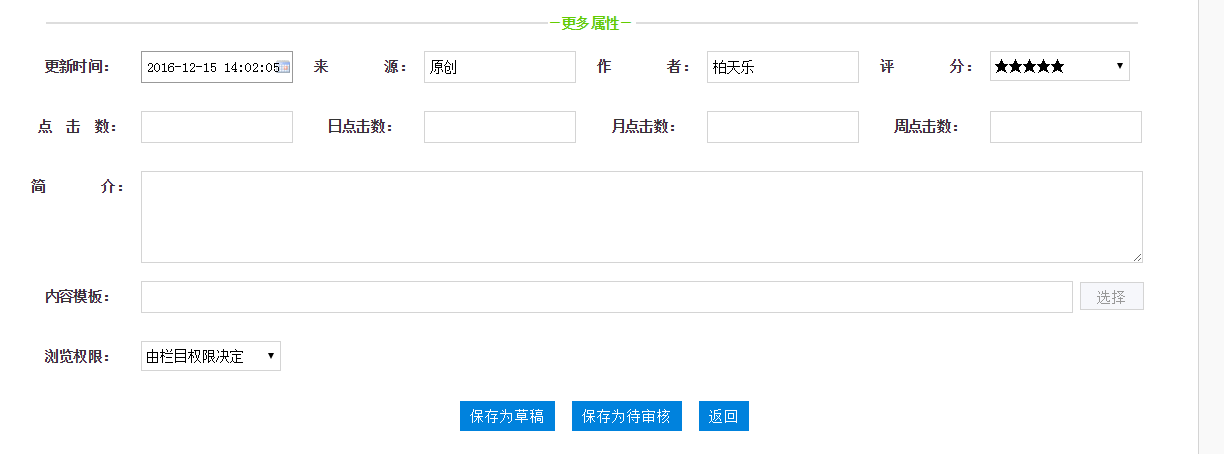 －更多属性－
更新时间： 2016-12-15 14:02:05 来 源： 原创 作 者： 柏天乐 评 分： ★★★★★
点 击 数： 日点击数： 月点击数： 周点击数：
简 介：
内容模板： 选择
浏览权限： 由栏目权限决定
保存为草稿 保存为待审核 返回